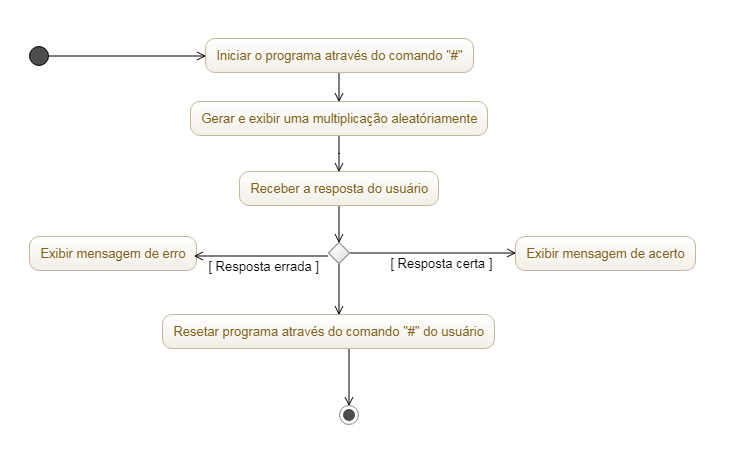 Iniciar o programa através do comando "#"
Gerar e exibir uma multiplicação aleatóriamente
Receber a resposta do usuário
Exibir mensagem de erro
[ Resposta errada ]
[ Resposta certa ]
Exibir mensagem de acerto
Resetar programa através do comando "#" do usuário